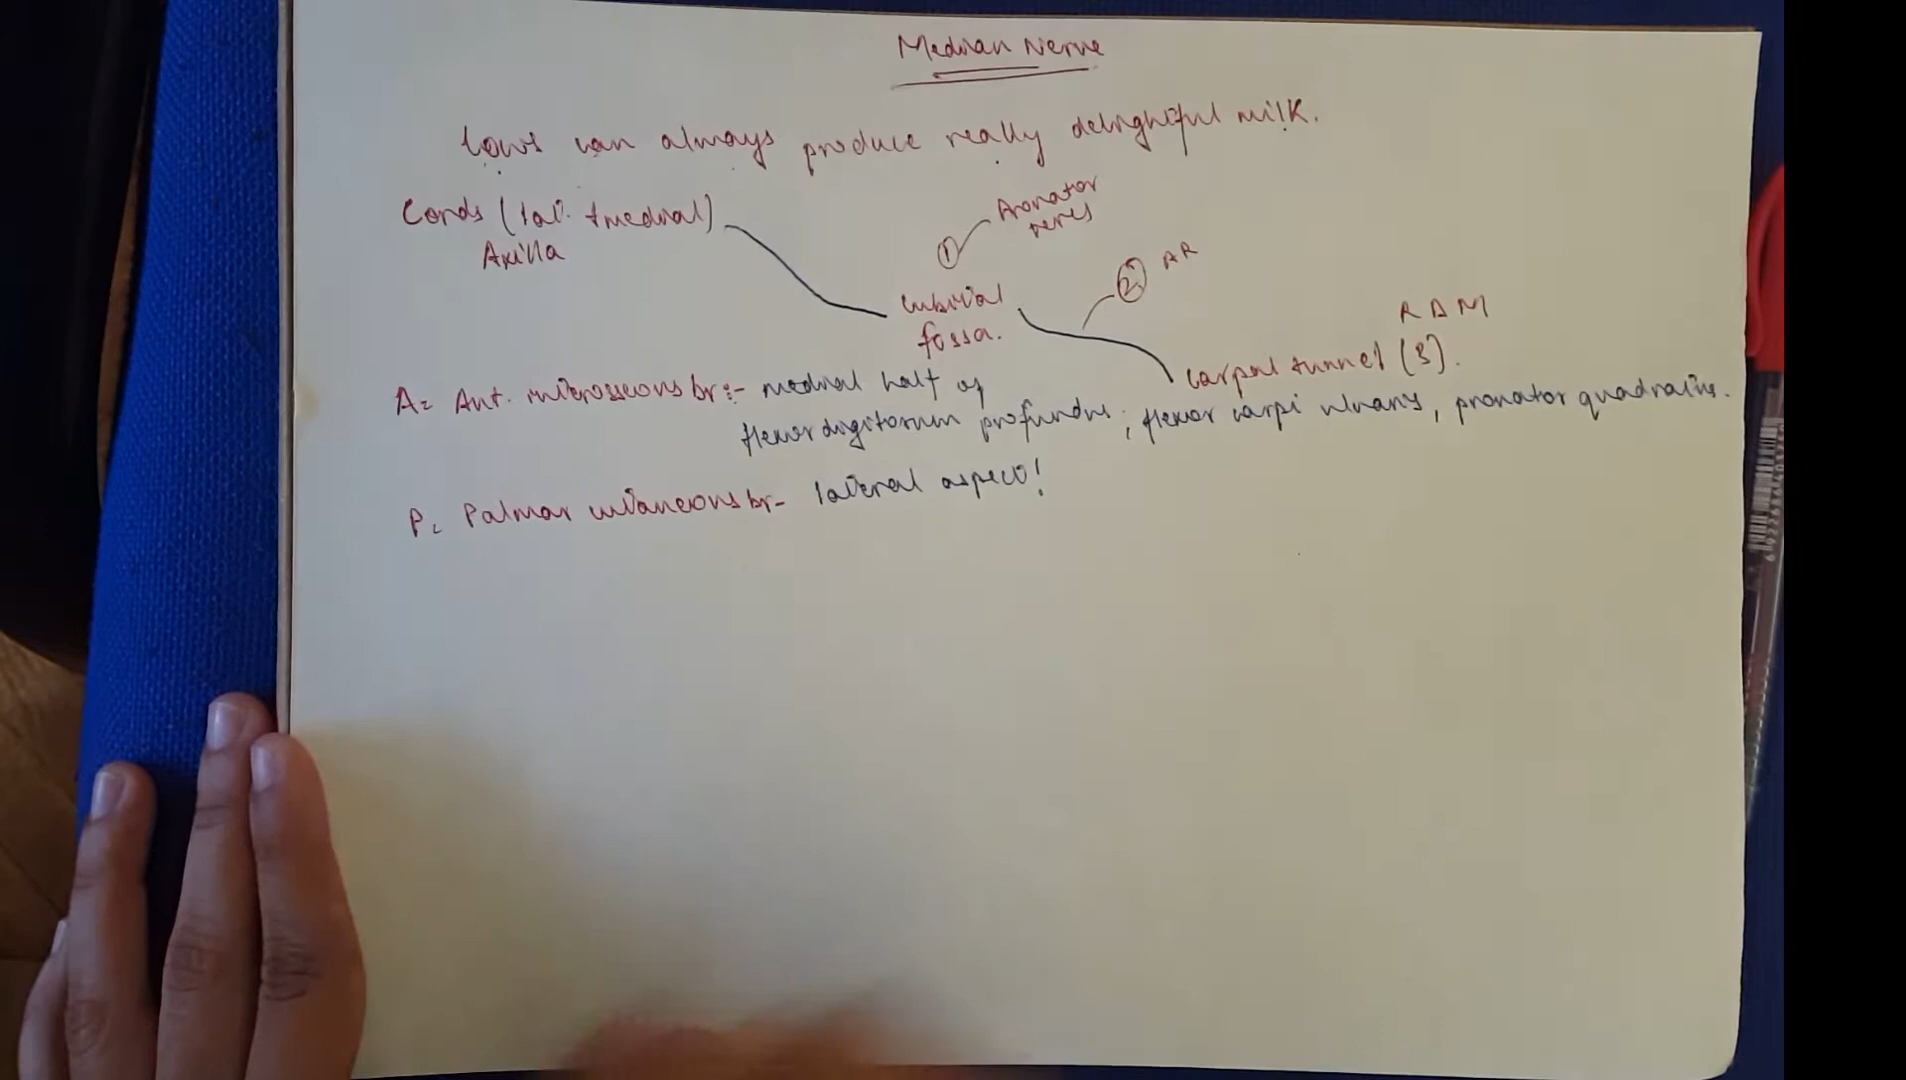 Median Nerve
Cows can always produce really delightful milk.
Cords (lat. + medial)
Axilla
① Pronator
teres
② AR
Cubital
fossa.
RDM
Carpal tunnel (3).
A= Ant. interosseous br:- medial half of
flexor digitorum profundus; flexor carpi ulnaris, pronator quadratus.
P= Palmar cutaneous br- lateral aspect!